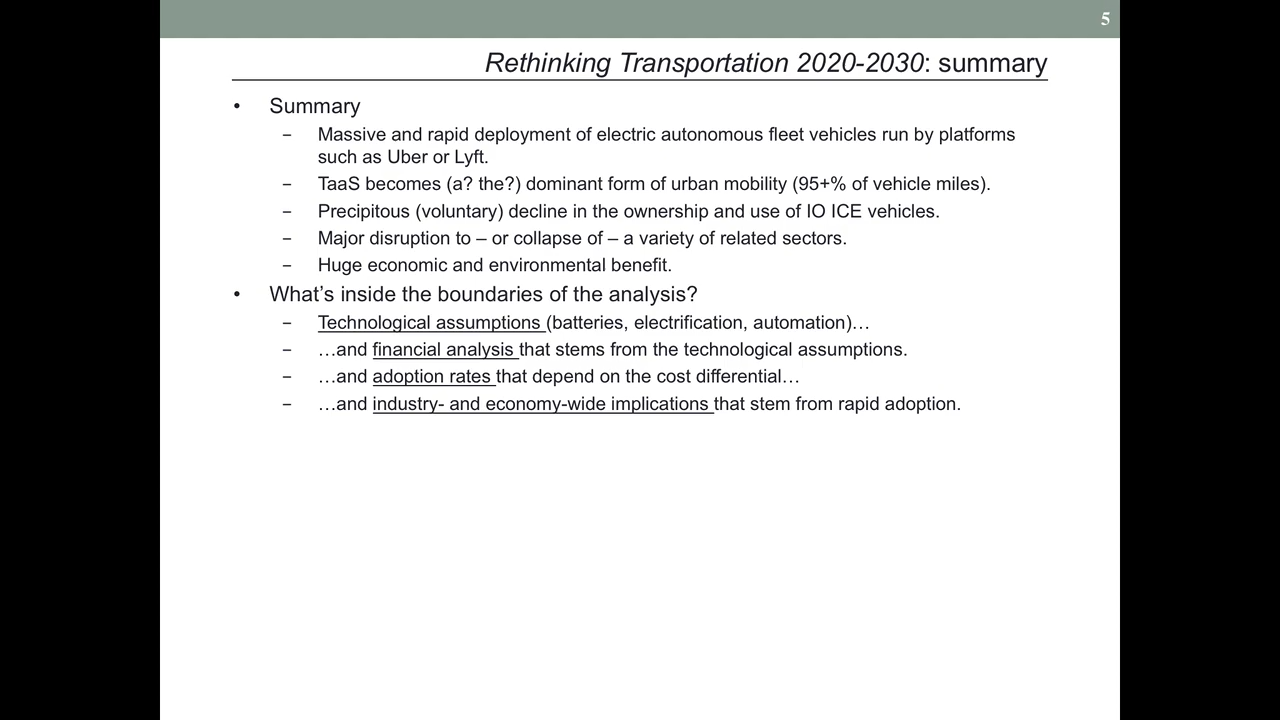 5
Rethinking Transportation 2020-2030: summary
• Summary
– Massive and rapid deployment of electric autonomous fleet vehicles run by platforms
such as Uber or Lyft.
– TaaS becomes (a? the?) dominant form of urban mobility (95+% of vehicle miles).
– Precipitous (voluntary) decline in the ownership and use of IO ICE vehicles.
– Major disruption to – or collapse of – a variety of related sectors.
– Huge economic and environmental benefit.
• What’s inside the boundaries of the analysis?
– Technological assumptions (batteries, electrification, automation)…
– …and financial analysis that stems from the technological assumptions.
– …and adoption rates that depend on the cost differential…
– …and industry- and economy-wide implications that stem from rapid adoption.